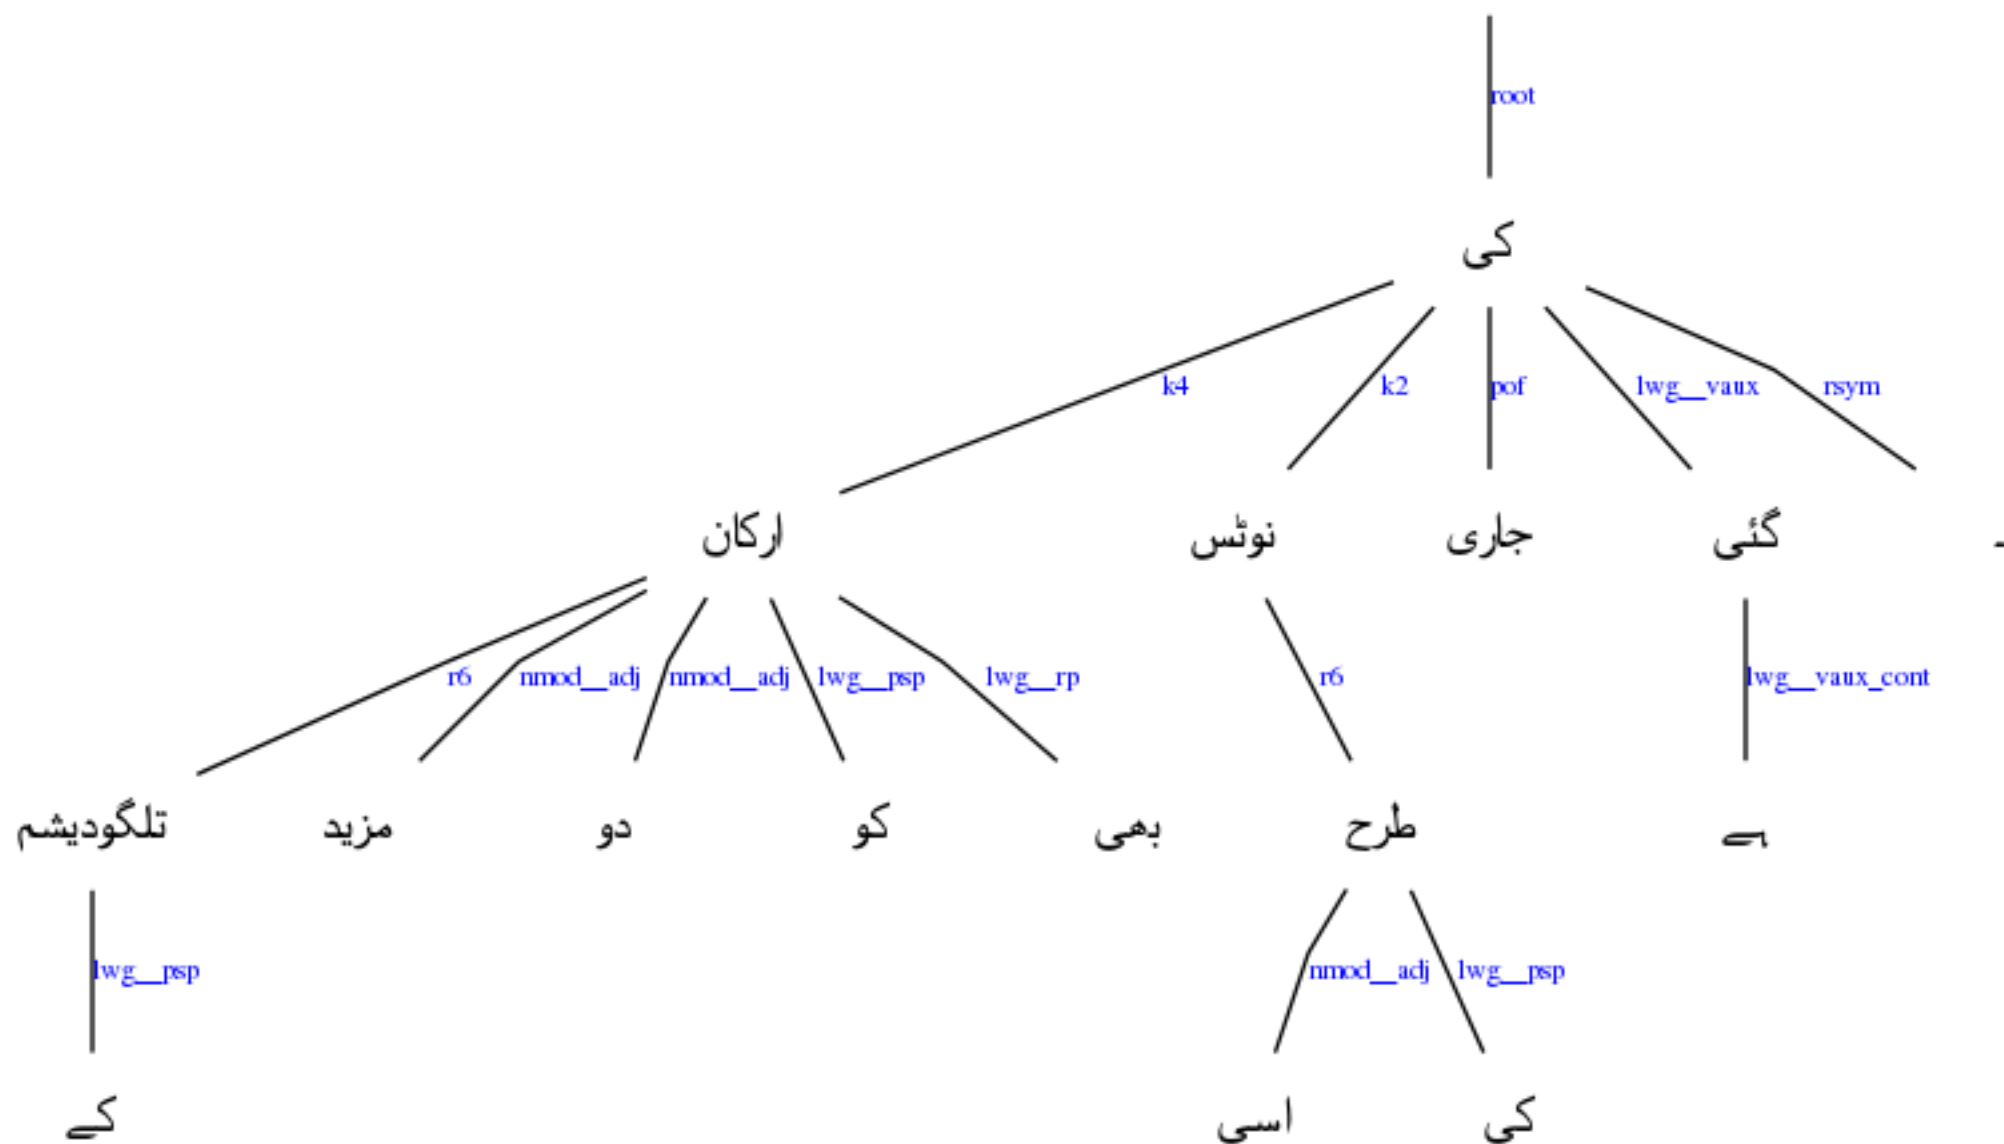 root
کی
k4 k2 pof lwg__vaux rsym
ارکان نوٹس جاری گئی ۔
r6 nmod__adj nmod__adj lwg__psp lwg__rp r6 lwg__vaux_cont
تلگودیشم مزید دو کو بھی طرح ہے
lwg__psp nmod__adj lwg__psp
کے اسی کی